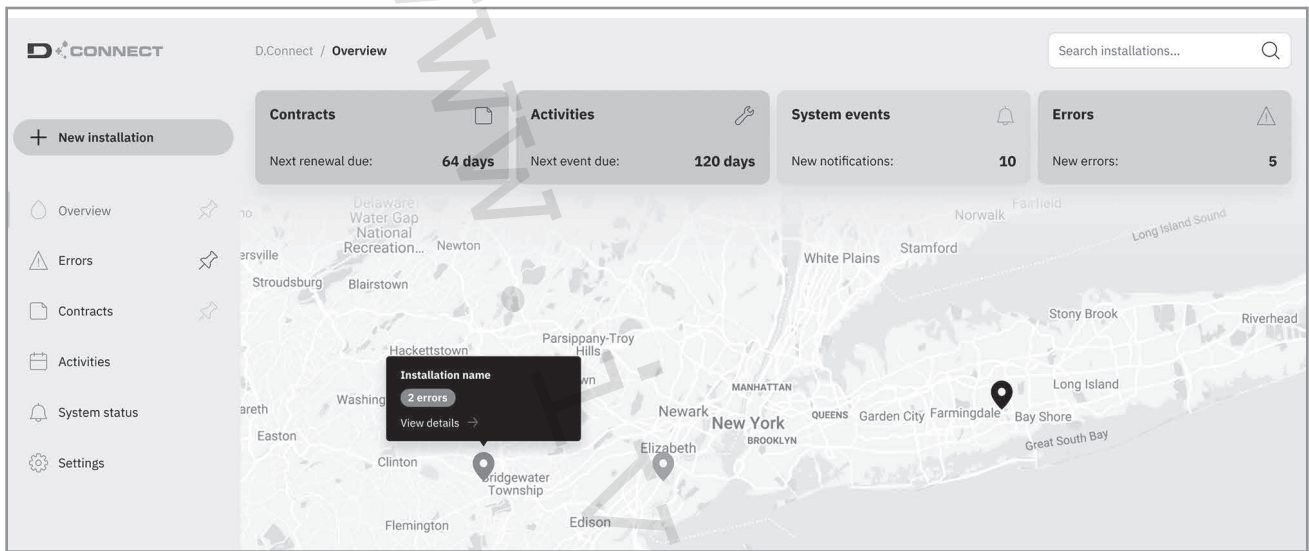 D CONNECT
D.Connect / Overview
Search installations...
New installation
Overview
Errors
Contracts
Activities
System status
Settings
Contracts
Next renewal due: 64 days
Activities
Next event due: 120 days
System events
New notifications: 10
Errors
New errors: 5
Delaware
Water Gap
National
Recreation...
Newton
ersville
Stroudsburg
Blairstown
Norwalk
Fairfield
Long Island Sound
White Plains
Stamford
Stony Brook
Riverhead
Parsippany-Troy
Hills
Hackettstown
Installation name
2 errors
View details
wn
Washing
areth
Easton
MANHATTAN
Newark
New York
QUEENS
Garden City
Farmingdale
Long Island
Bay Shore
BROOKLYN
Great South Bay
Elizabeth
Clinton
Bridgewater
Township
Flemington
Edison